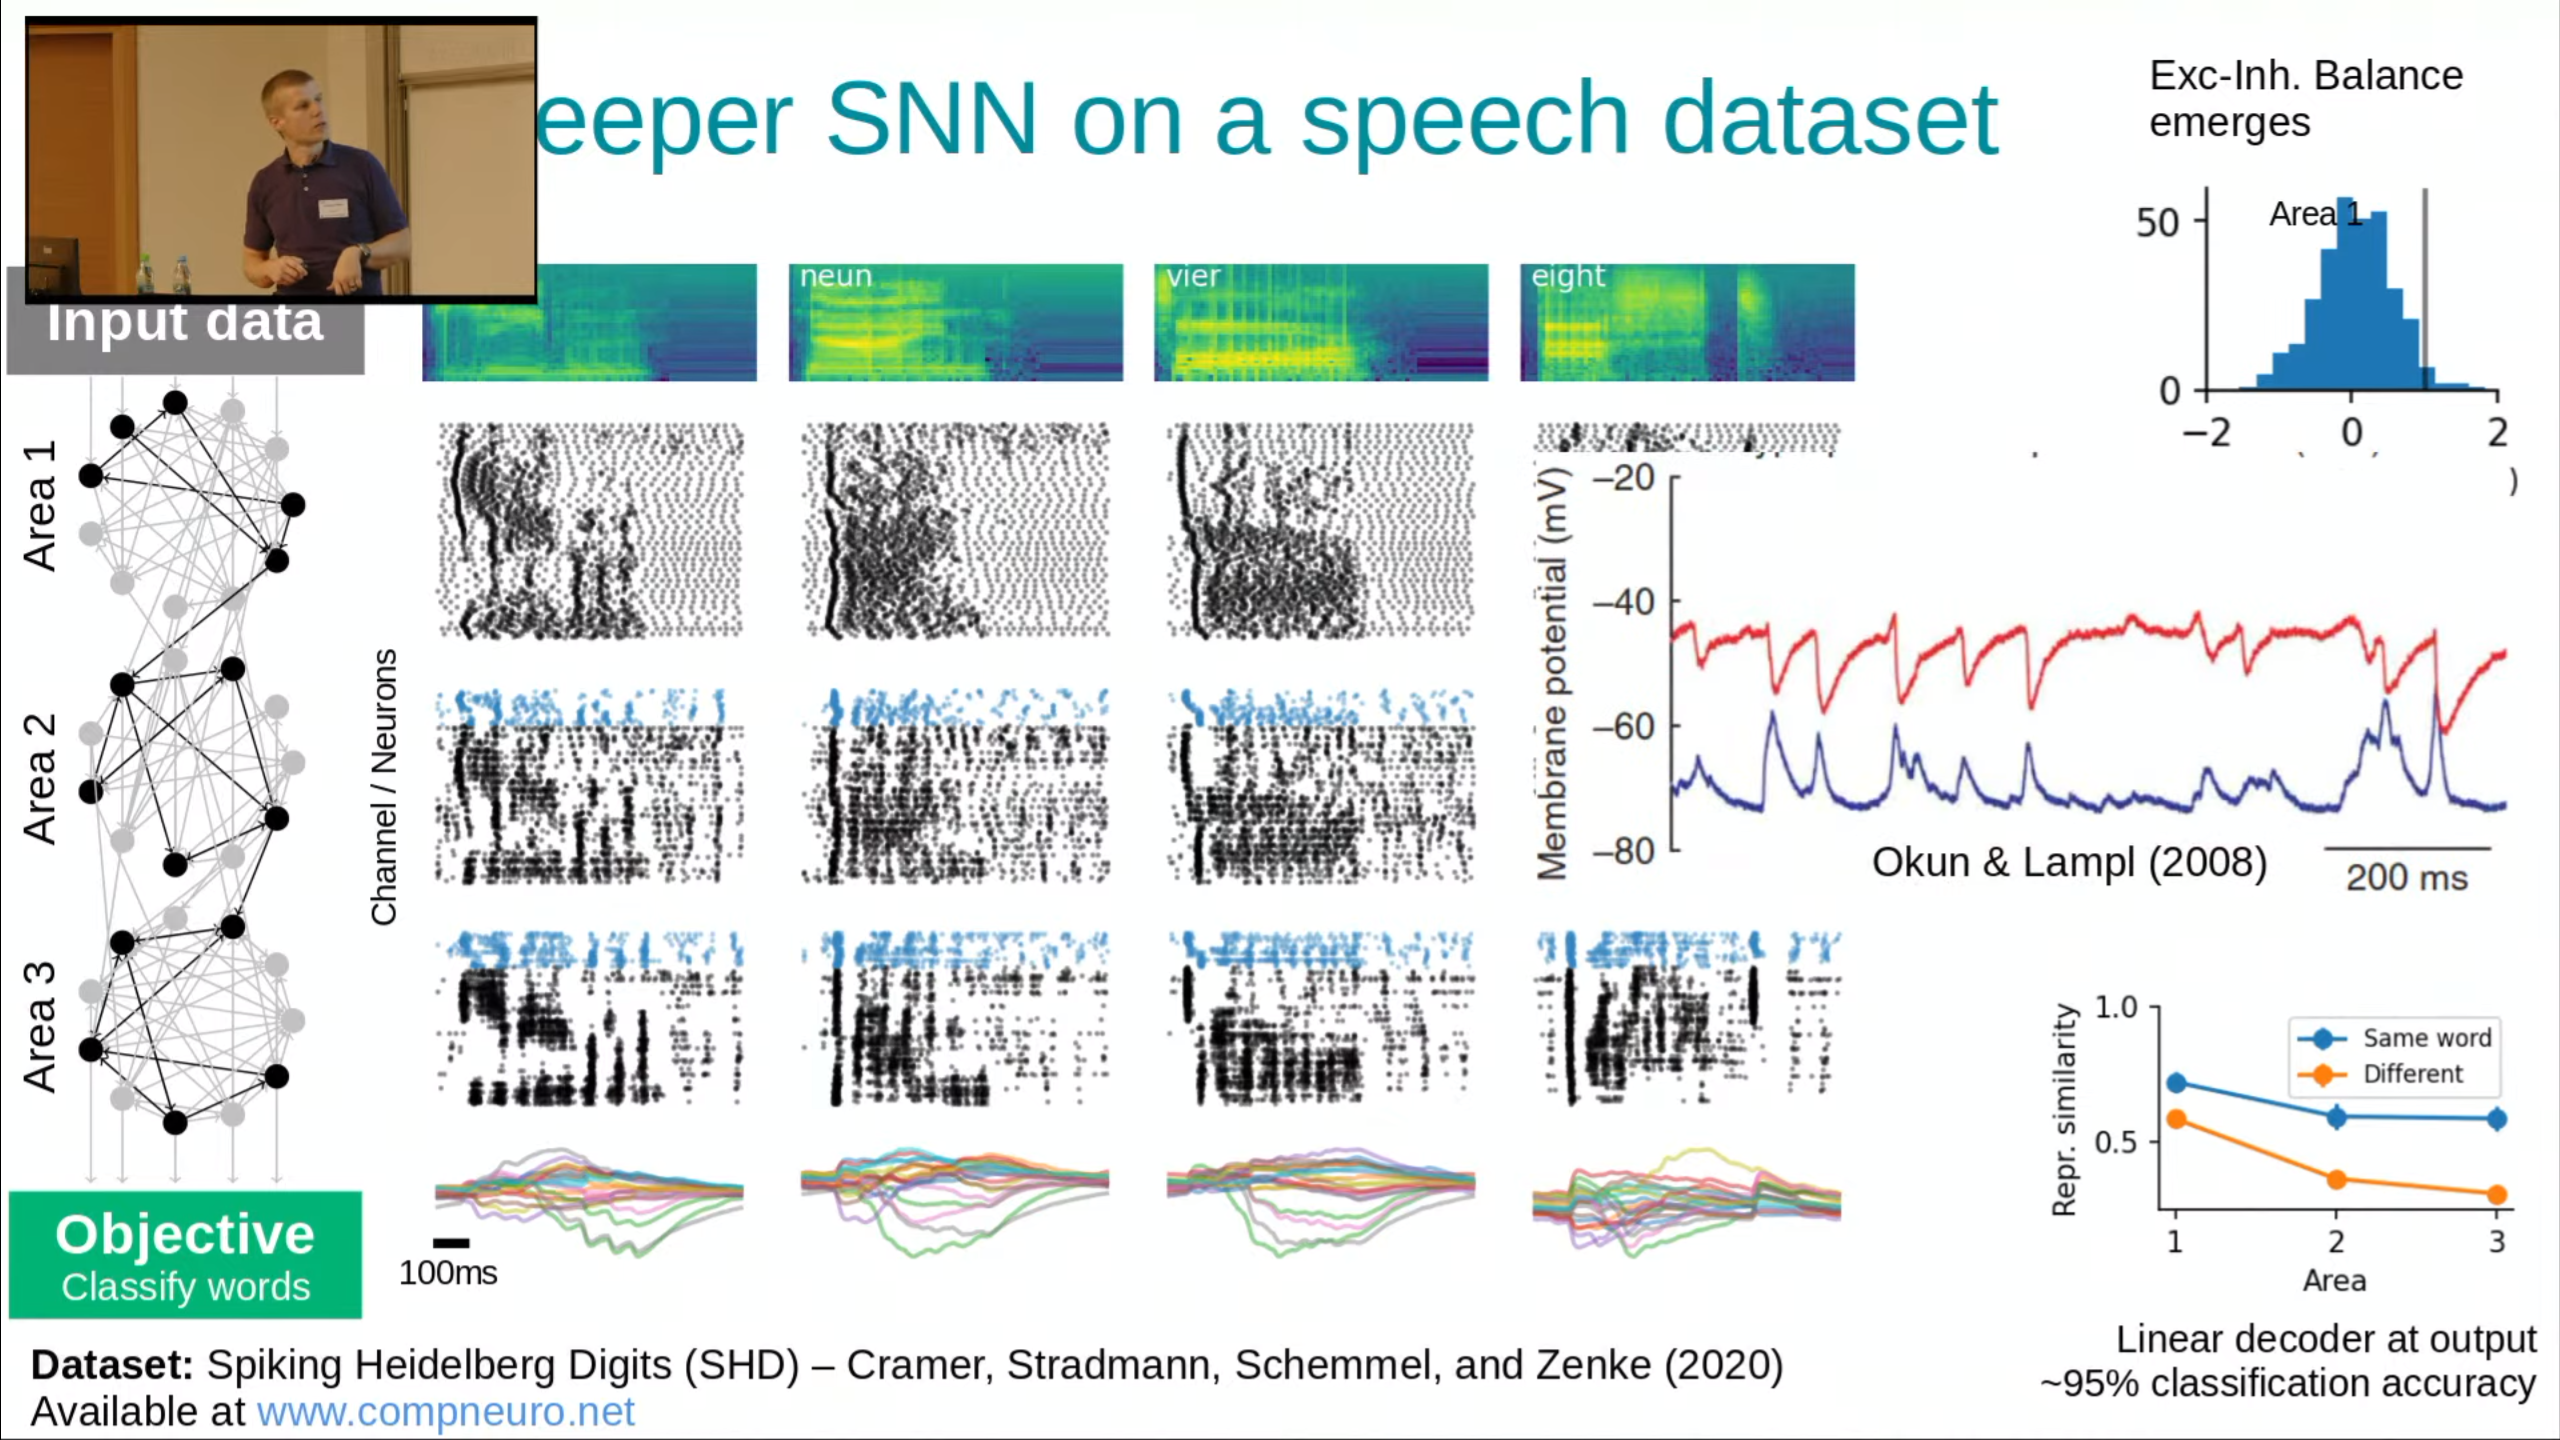 eeper SNN on a speech dataset
Exc-Inh. Balance
emerges
50
Area 1
0
−2
0
2
)
Input data
neun
vier
eight
Area 1
Area 2
Area 3
Channel / Neurons
Membrane potential (mV)
−20
−40
−60
−80
Okun & Lampl (2008)
200 ms
Repr. similarity
1.0
0.5
Same word
Different
1
2
3
Area
Objective
Classify words
100ms
Linear decoder at output
~95% classification accuracy
Dataset: Spiking Heidelberg Digits (SHD) – Cramer, Stradmann, Schemmel, and Zenke (2020)
Available at www.compneuro.net